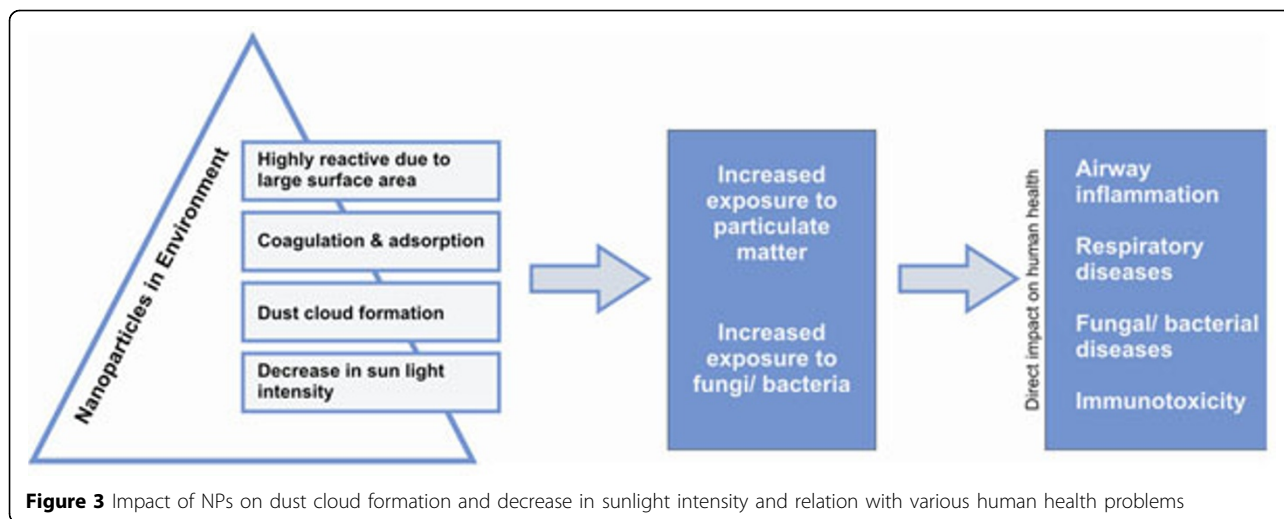 Nanoparticles in Environment
Highly reactive due to
large surface area
Coagulation & adsorption
Dust cloud formation
Decrease in sun light
intensity
Increased
exposure to
particulate
matter
Increased
exposure to
fungi/ bacteria
Direct impact on human health
Airway
inflammation
Respiratory
diseases
Fungal/ bacterial
diseases
Immunotoxicity
Figure 3 Impact of NPs on dust cloud formation and decrease in sunlight intensity and relation with various human health problems